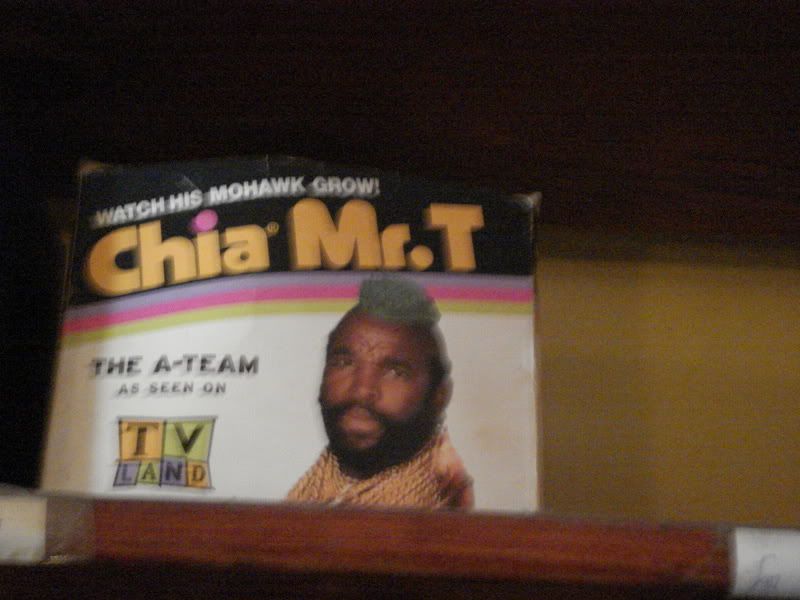 WATCH HIS MOHAWK GROW!
Chia® Mr. T
THE A-TEAM
AS SEEN ON
TV
LAND